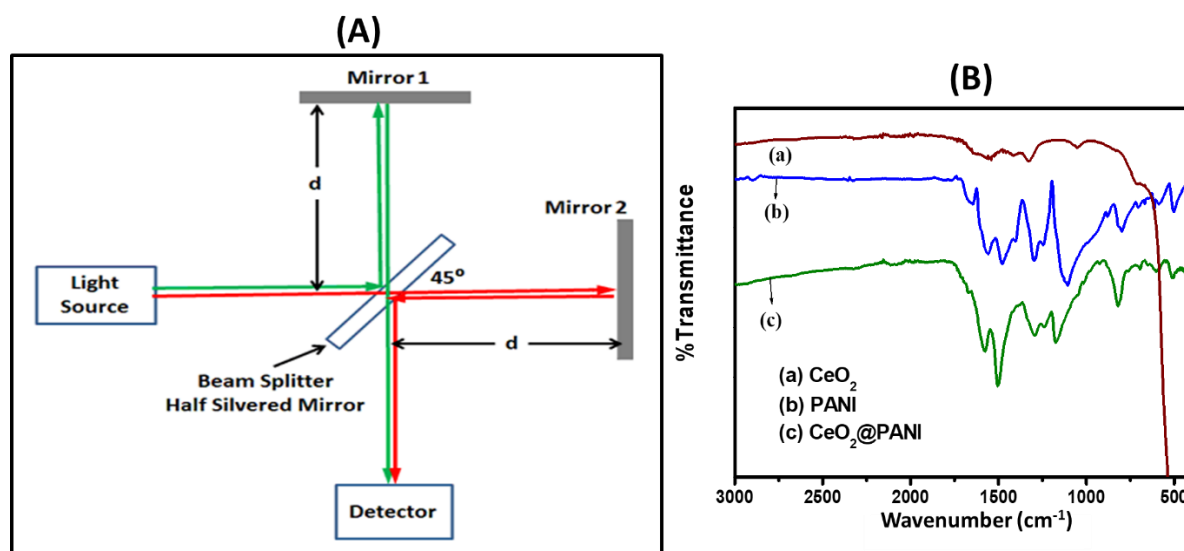 (A)
Mirror 1
d
Mirror 2
45°
Light
Source
d
Beam Splitter
Half Silvered Mirror
Detector
(B)
(a)
(b)
(c)
(a) CeO₂
(b) PANI
(c) CeO₂@PANI
%Transmittance
3000 2500 2000 1500 1000 500
Wavenumber (cm⁻¹)